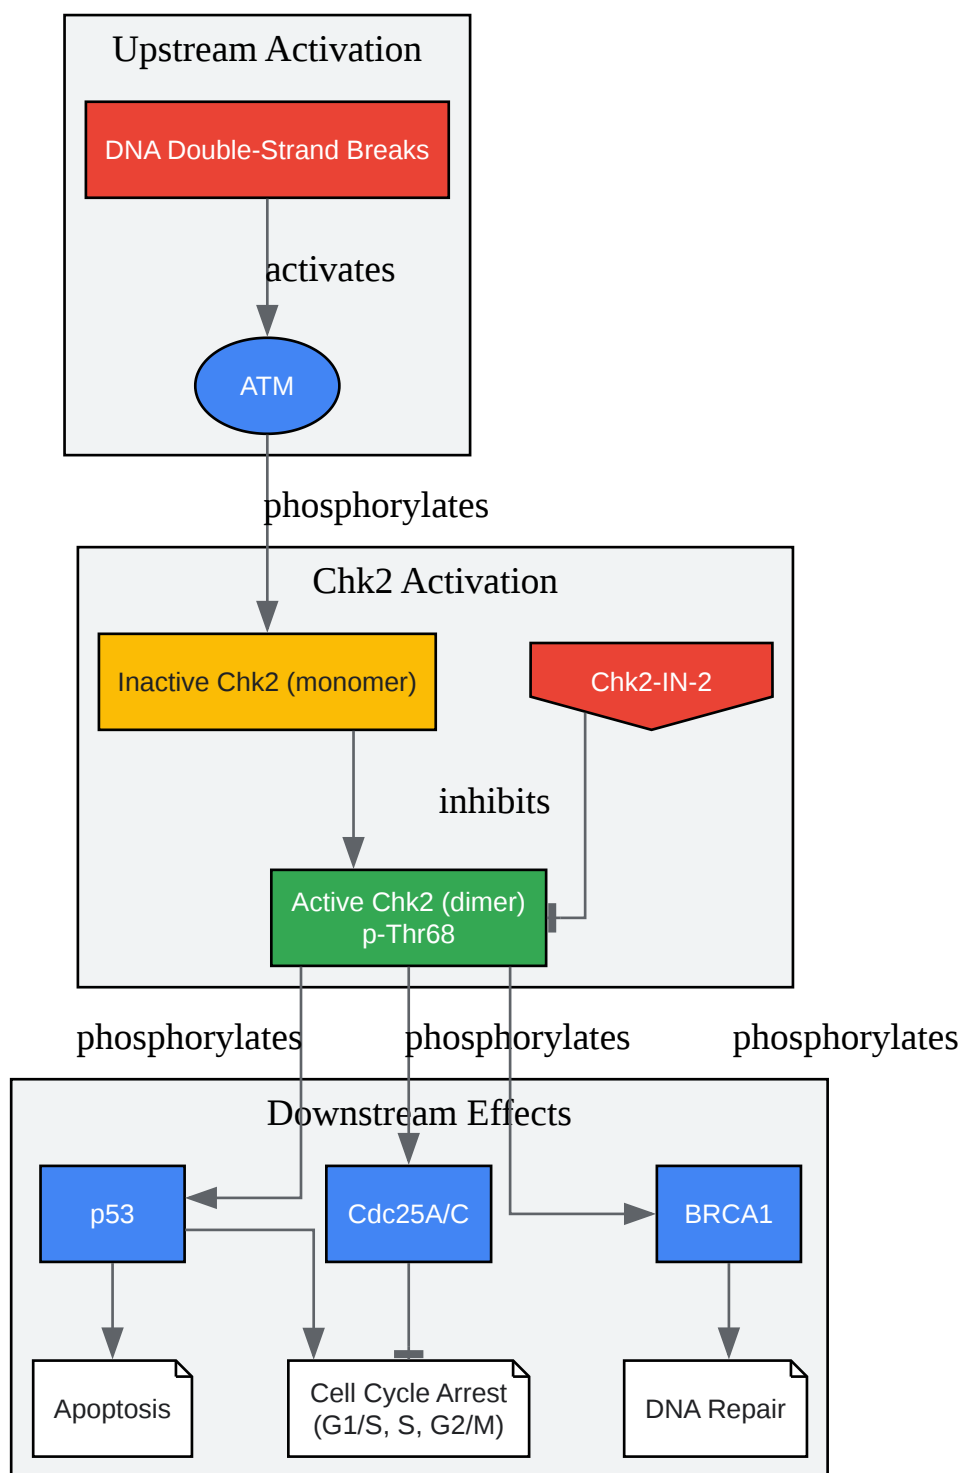 Upstream Activation
DNA Double-Strand Breaks
activates
ATM
phosphorylates
Chk2 Activation
Inactive Chk2 (monomer)
Chk2-IN-2
inhibits
Active Chk2 (dimer)
p-Thr68
phosphorylates
phosphorylates
phosphorylates
Downstream Effects
p53
Cdc25A/C
BRCA1
Apoptosis
Cell Cycle Arrest
(G1/S, S, G2/M)
DNA Repair